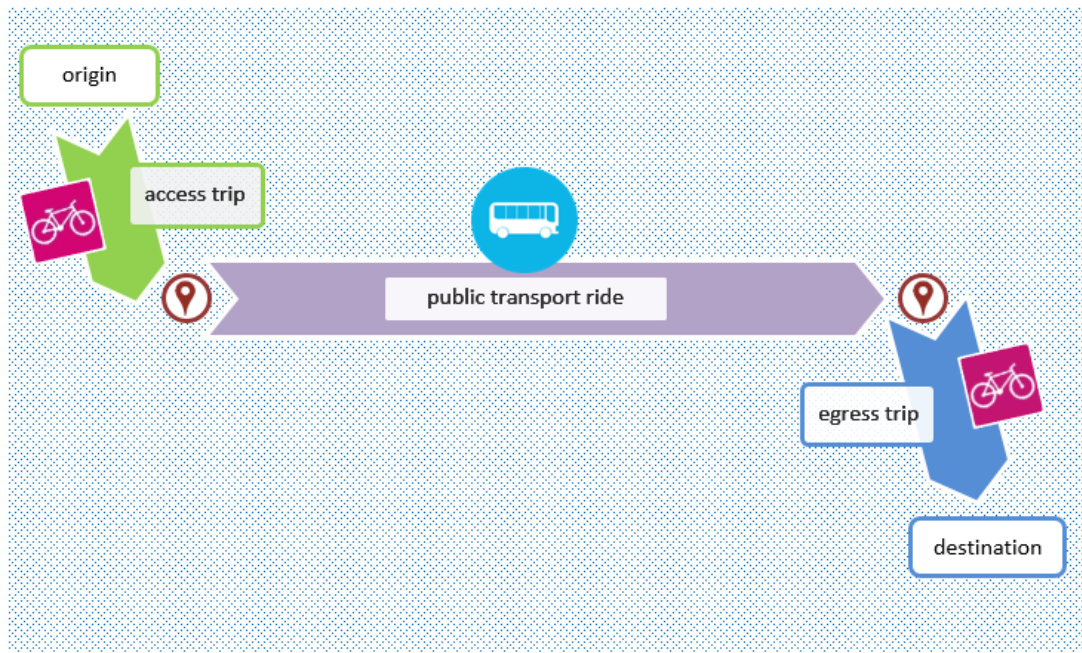 origin
access trip
public transport ride
egress trip
destination